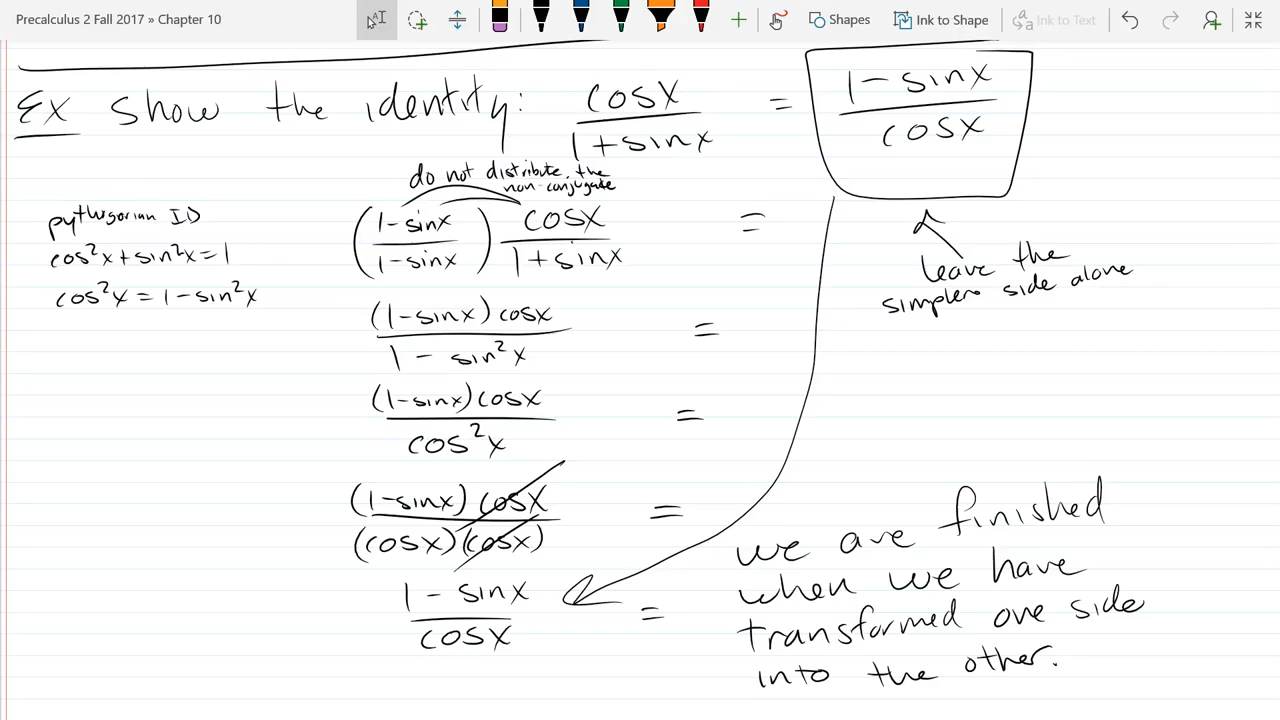 Precalculus 2 Fall 2017 » Chapter 10
Shapes
Ink to Shape
Ink to Text
Ex show the identity: cosx / 1+sinx = 1-sinx / cosx
do not distribute the
non-conjugate
pythagorian ID
cos²x+sin²x=1
cos²x = 1-sin²x
(1-sinx / 1-sinx) cosx / 1+sinx =
leave the
simpler side alone
(1-sinx) cosx / 1 - sin²x =
(1-sinx) cosx / cos²x =
(1-sinx) cosx / (cosx)(cosx) =
1 - sinx / cosx =
we are finished
when we have
transformed one side
into the other.